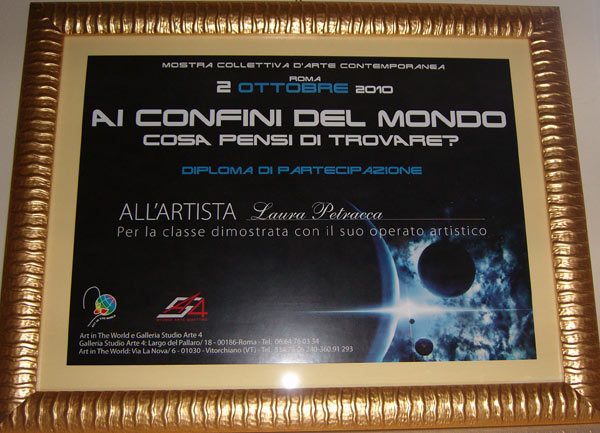 MOSTRA COLLETTIVA D'ARTE CONTEMPORANEA
ROMA
2 OTTOBRE 2010
AI CONFINI DEL MONDO
COSA PENSI DI TROVARE?
DIPLOMA DI PARTECIPAZIONE
ALL'ARTISTA Laura Petracca
Per la classe dimostrata con il suo operato artistico
Art in The World e Galleria Studio Arte 4
Galleria Studio Arte 4: Largo del Pallaro/ 18 - 00186-Roma - Tel.
Art in The World: Via La Nova/ 6 - 01030 - Vitorchiano (VT) - Tel.